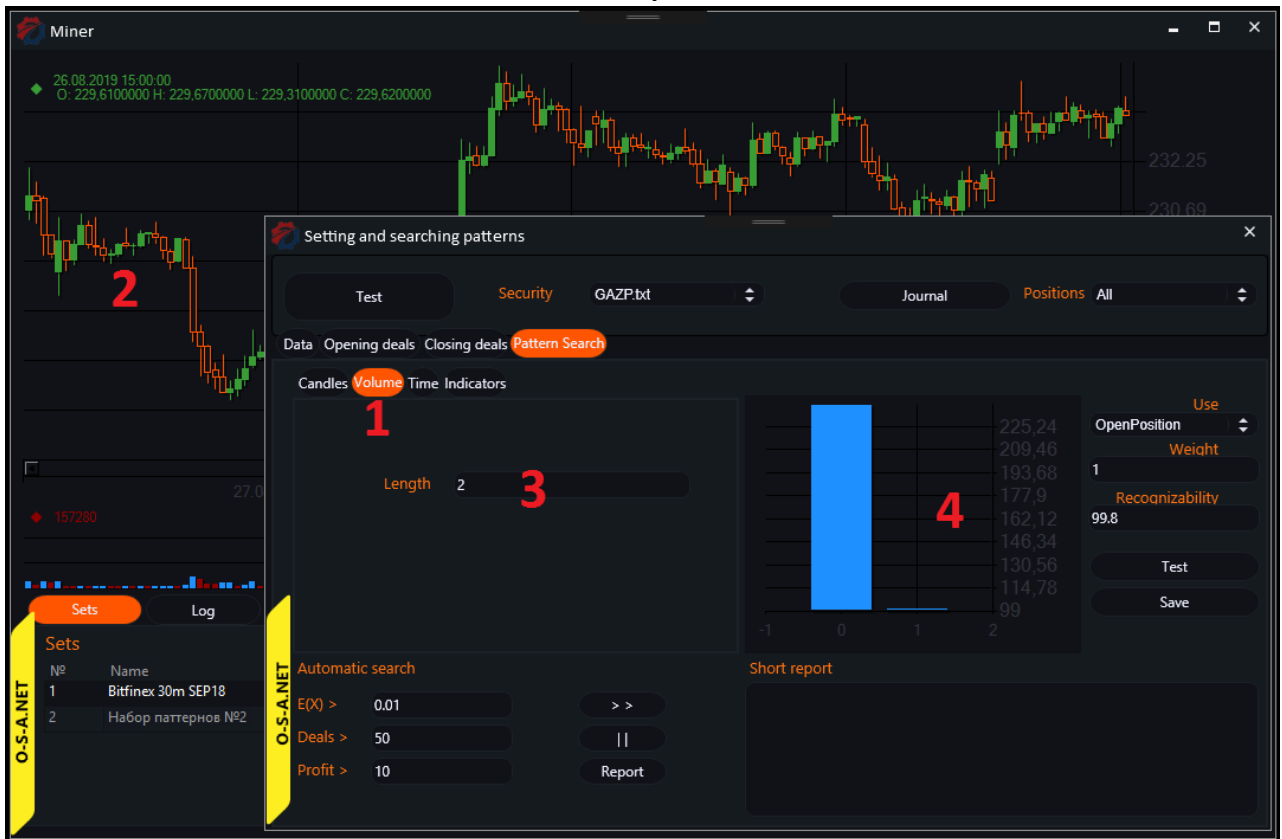 Miner
26.08.2019 15:00:00
O: 229,6100000 H: 229,6700000 L: 229,3100000 C: 229,6200000
232.25
230.69
2
27.0
157280
Sets Log
Sets
№ Name
1 Bitfinex 30m SEP18
2 Набор паттернов №2
O-S-A.NET
Setting and searching patterns
Test Security GAZP.txt Journal Positions All
Data Opening deals Closing deals Pattern Search
Candles Volume Time Indicators
1
Length 2
3
225,24
209,46
193,68
177,9
162,12
146,34
130,56
114,78
99
-1 0 1 2
4
Use
OpenPosition
Weight
1
Recognizability
99.8
Test
Save
Automatic search
E(X) > 0.01 > >
Deals > 50 ||
Profit > 10 Report
Short report
O-S-A.NET